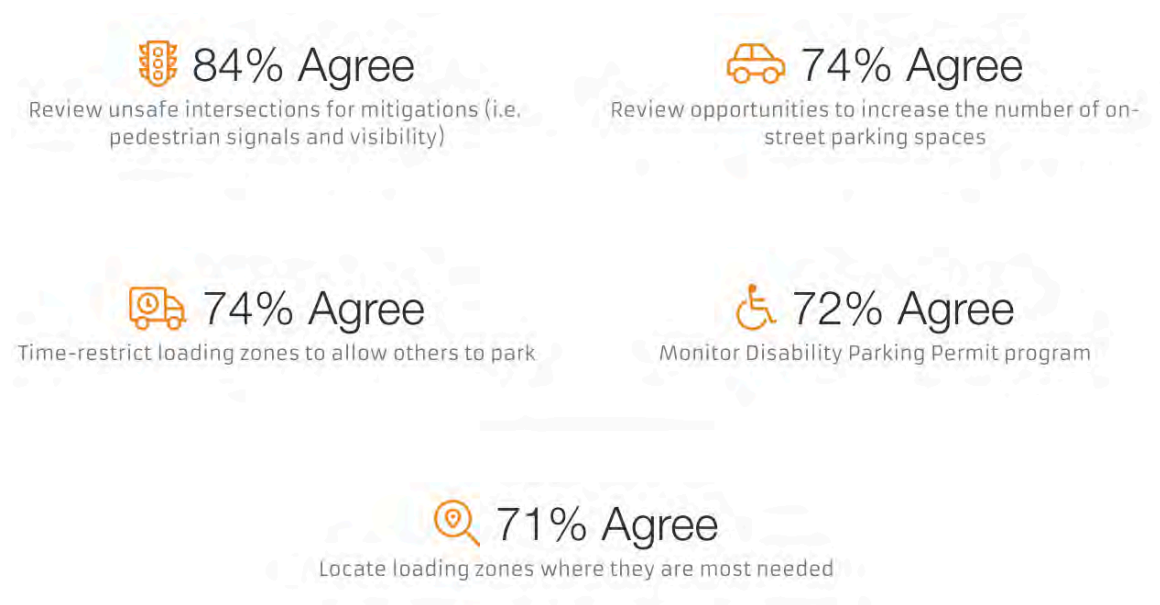 84% Agree
Review unsafe intersections for mitigations (i.e.
pedestrian signals and visibility)
74% Agree
Review opportunities to increase the number of on-
street parking spaces
74% Agree
Time-restrict loading zones to allow others to park
72% Agree
Monitor Disability Parking Permit program
71% Agree
Locate loading zones where they are most needed